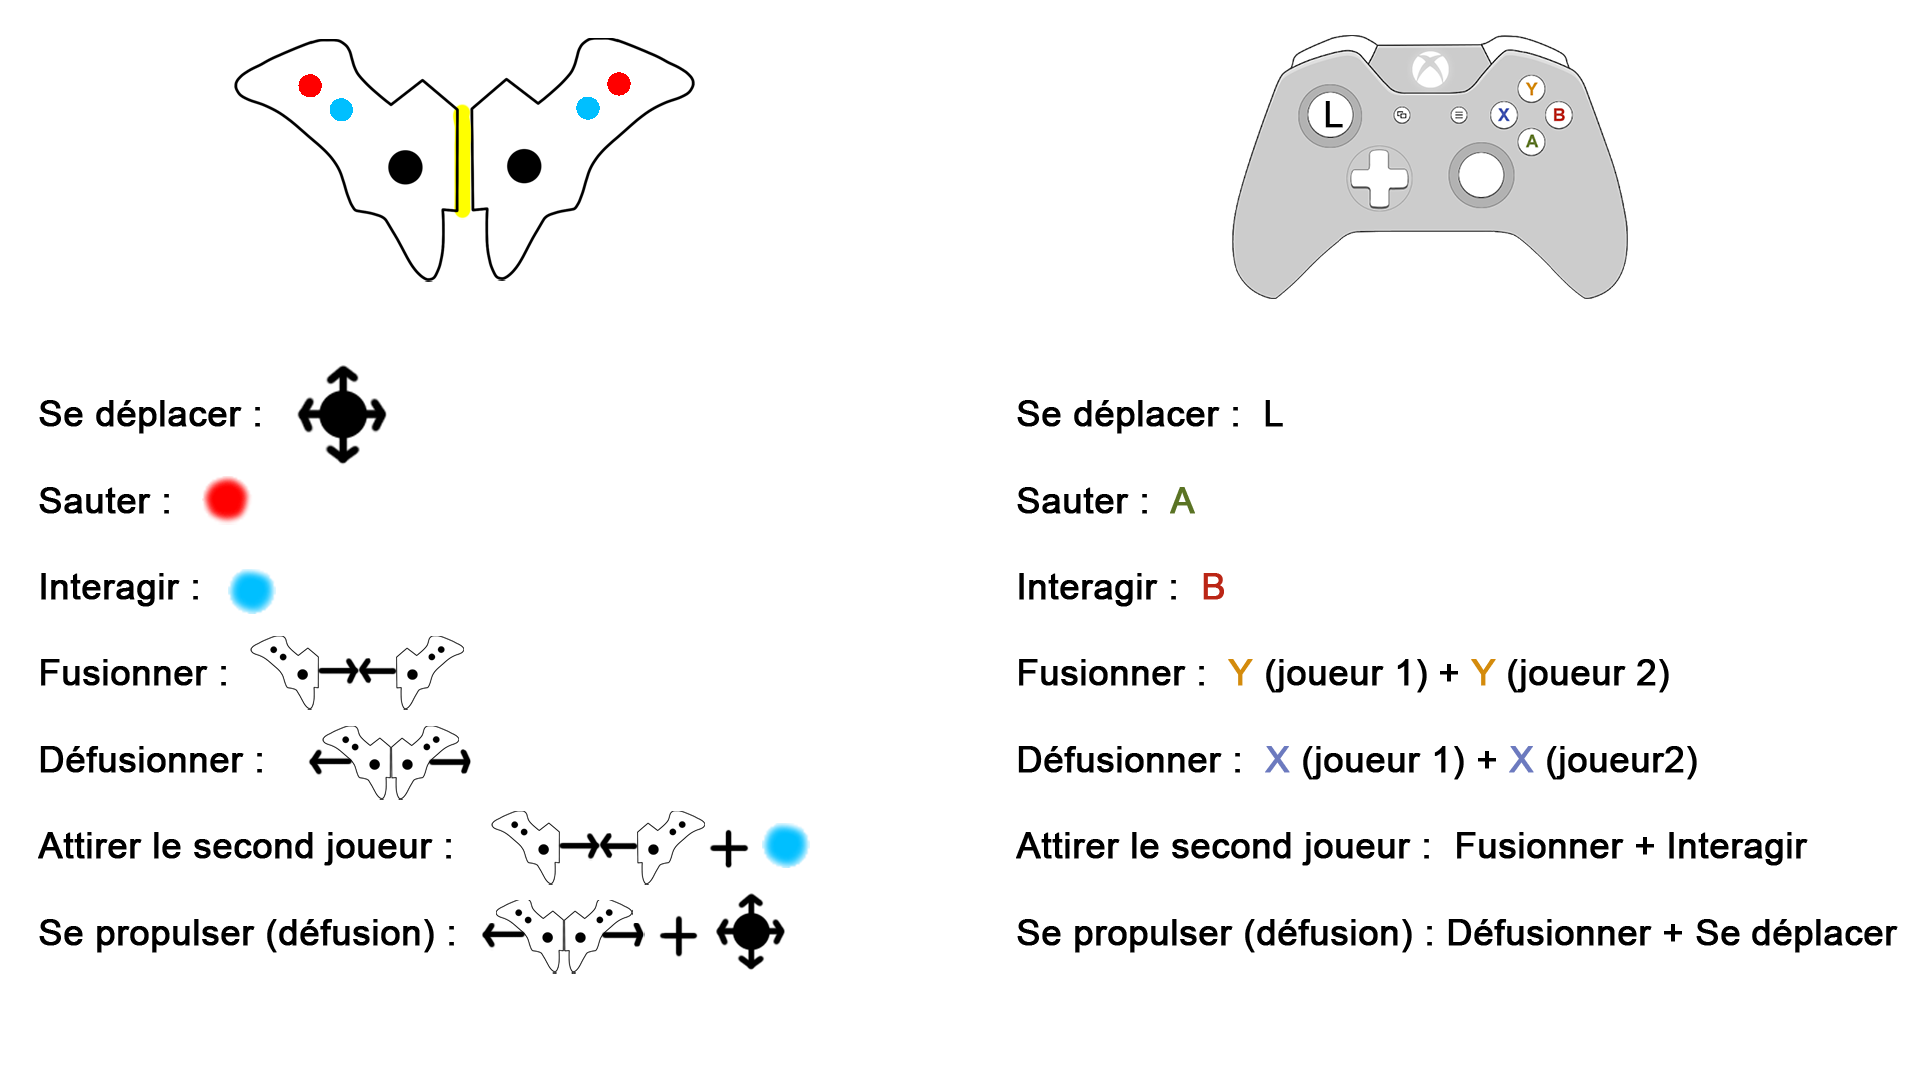 L
Y
X
B
A
Se déplacer :
Sauter :
Interagir :
Fusionner :
Défusionner :
Attirer le second joueur : +
Se propulser (défusion) : +
Se déplacer : L
Sauter : A
Interagir : B
Fusionner : Y (joueur 1) + Y (joueur 2)
Défusionner : X (joueur 1) + X (joueur2)
Attirer le second joueur : Fusionner + Interagir
Se propulser (défusion) : Défusionner + Se déplacer